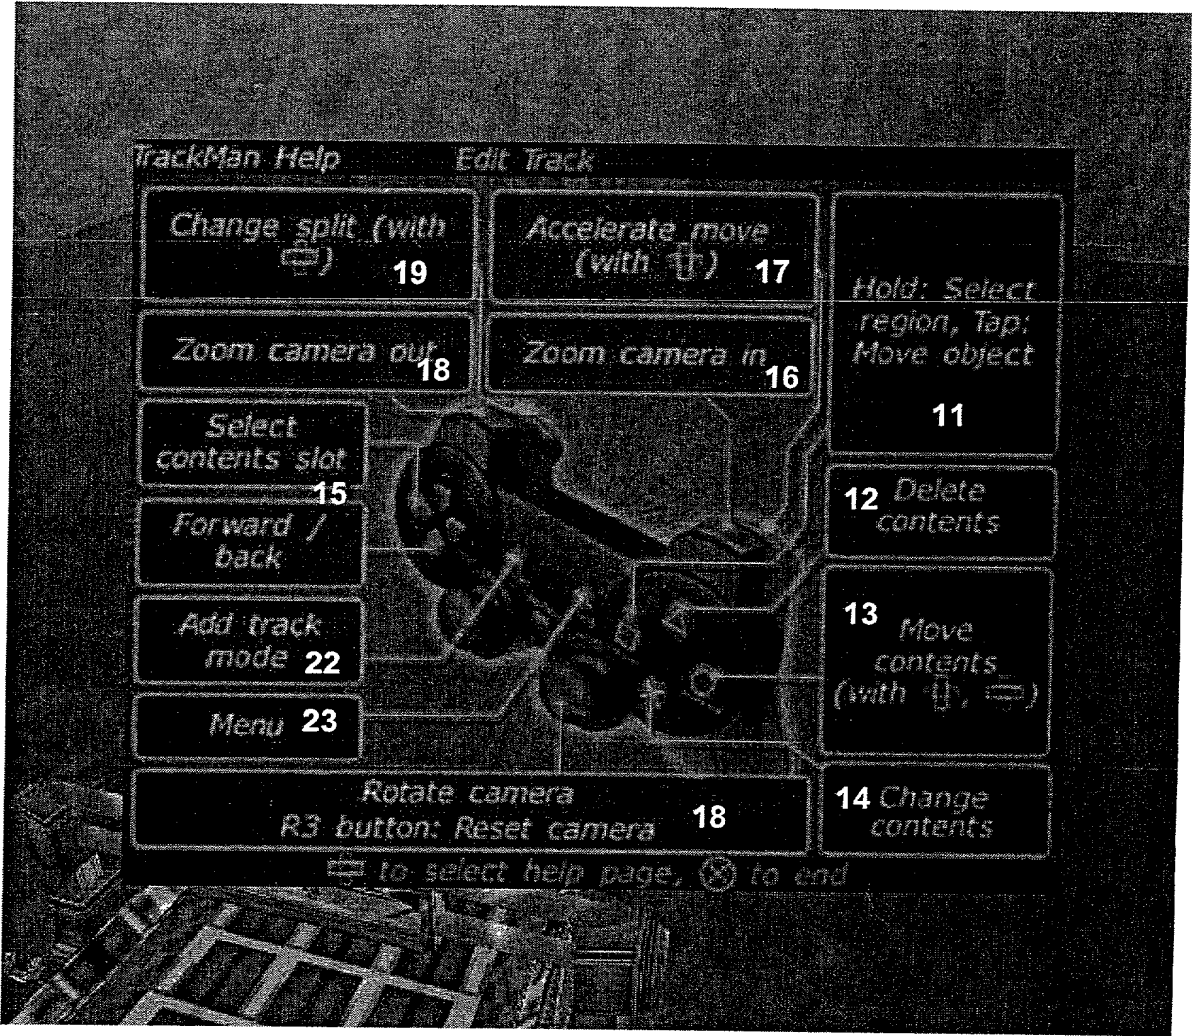 TrackMan Help Edit Track
Change split (with
) 19
Accelerate move
(with ) 17
Hold: Select
region, Tap:
Move object
11
Zoom camera out
18
Zoom camera in
16
Select
contents slot
15
12 Delete
contents
Forward /
back
13
Move
contents
(with , )
Add track
mode 22
Menu 23
Rotate camera
R3 button: Reset camera
18
14 Change
contents
to select help page, to end